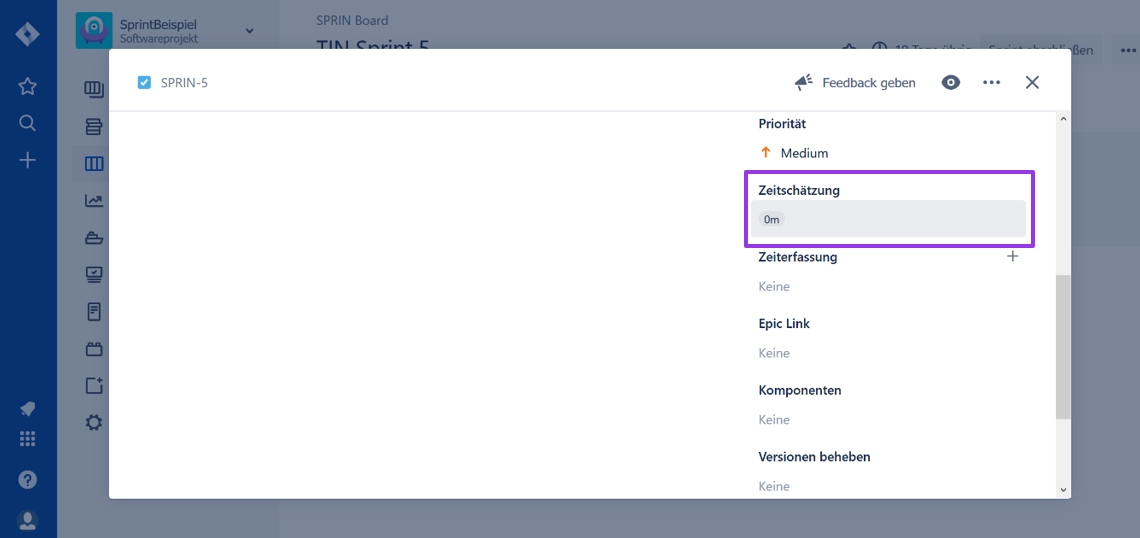 SprintBeispiel
Softwareprojekt
SPRIN Board
TIN Sprint 5
10 Tage übrig
Sprint abschließen
SPRIN-5
Feedback geben
Priorität
Medium
Zeitschätzung
0m
Zeiterfassung
Keine
Epic Link
Keine
Komponenten
Keine
Versionen beheben
Keine